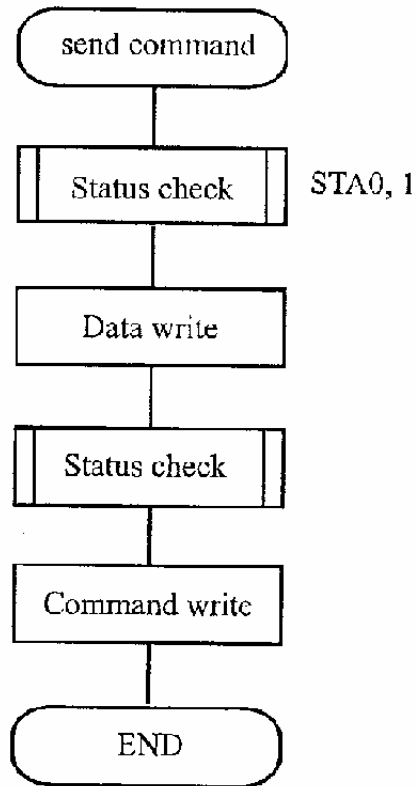 send command
Status check
STA0, 1
Data write
Status check
Command write
END